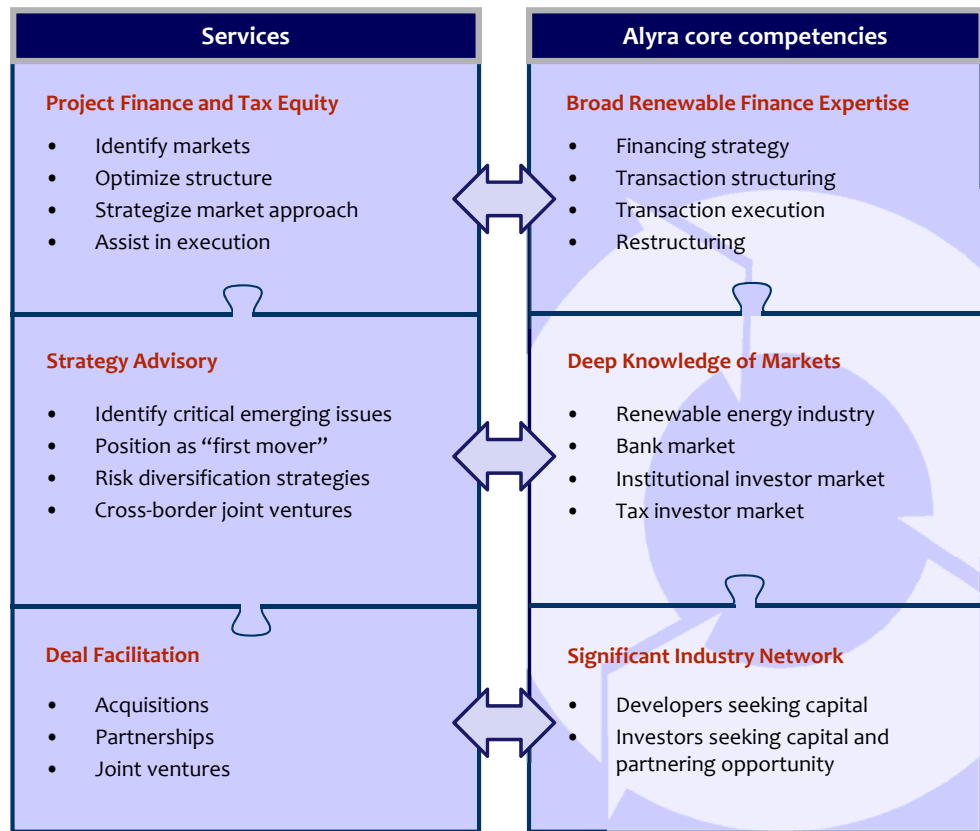 Services
Project Finance and Tax Equity
• Identify markets
• Optimize structure
• Strategize market approach
• Assist in execution
Strategy Advisory
• Identify critical emerging issues
• Position as “first mover”
• Risk diversification strategies
• Cross-border joint ventures
Deal Facilitation
• Acquisitions
• Partnerships
• Joint ventures
Alyra core competencies
Broad Renewable Finance Expertise
• Financing strategy
• Transaction structuring
• Transaction execution
• Restructuring
Deep Knowledge of Markets
• Renewable energy industry
• Bank market
• Institutional investor market
• Tax investor market
Significant Industry Network
• Developers seeking capital
• Investors seeking capital and
partnering opportunity